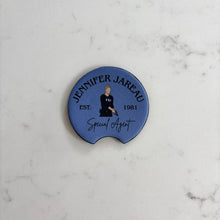 JENNIFER JAREAU
EST. 1981
Special Agent